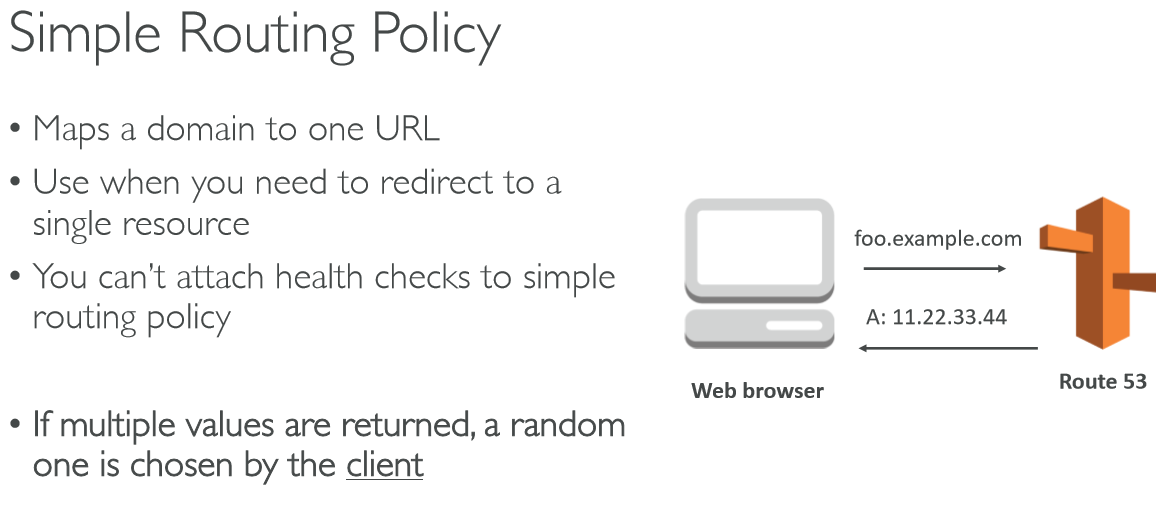 Simple Routing Policy
• Maps a domain to one URL
• Use when you need to redirect to a
single resource
• You can't attach health checks to simple
routing policy
• If multiple values are returned, a random
one is chosen by the client
foo.example.com
A: 11.22.33.44
Web browser
Route 53